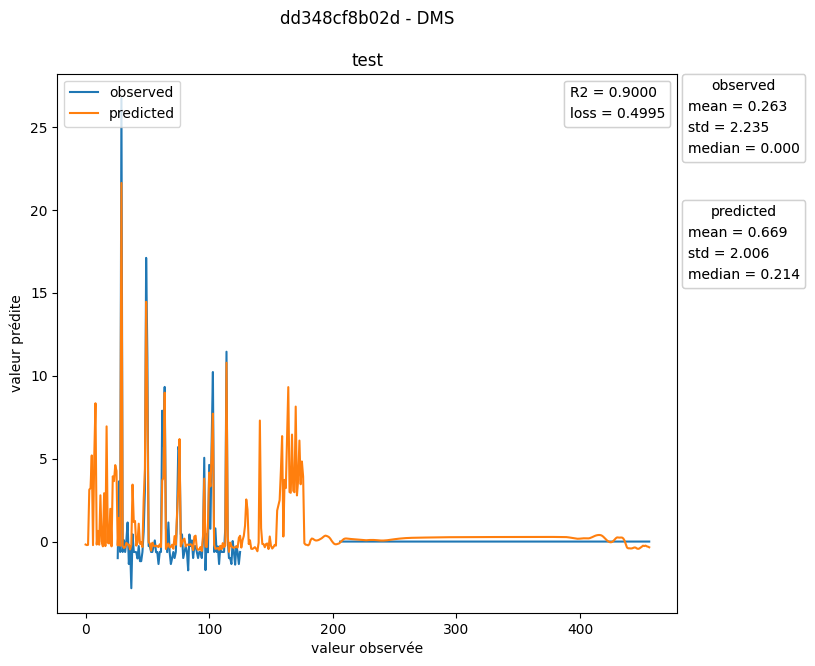 dd348cf8b02d - DMS
test
observed
predicted
R2 = 0.9000
loss = 0.4995
observed
mean = 0.263
std = 2.235
median = 0.000
predicted
mean = 0.669
std = 2.006
median = 0.214
valeur prédite
25
20
15
10
5
0
0
100
200
300
400
valeur observée